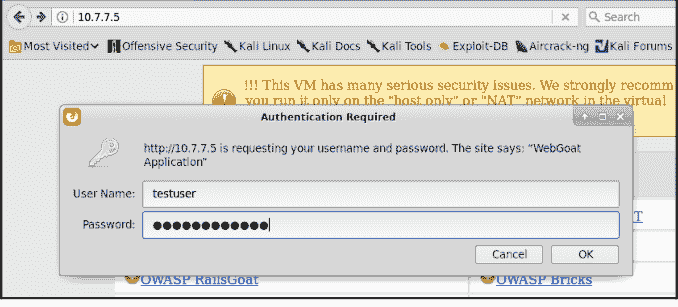 10.7.7.5
Search
Most Visited
Offensive Security
Kali Linux
Kali Docs
Kali Tools
Exploit-DB
Aircrack-ng
Kali Forums
!!! This VM has many serious security issues. We strongly recomm
you run it only on the "host only" or "NAT" network in the virtual
Authentication Required
http://10.7.7.5 is requesting your username and password. The site says: "WebGoat
Application"
User Name: testuser
Password: ●●●●●●●●●●●●
T
Cancel OK
OWASP RailsGoat
OWASP Bricks